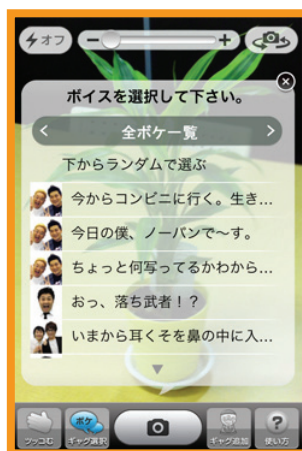 オフ
ボイスを選択して下さい。
全ボケ一覧
下からランダムで選ぶ
今からコンビニに行く。生き...
今日の僕、ノーパンで〜す。
ちょっと何写ってるかわから...
おっ、落ち武者！？
いまから耳くそを鼻の中に入...
ボケ
ツッコむ
ギャグ選択
ギャグ追加
?
使い方